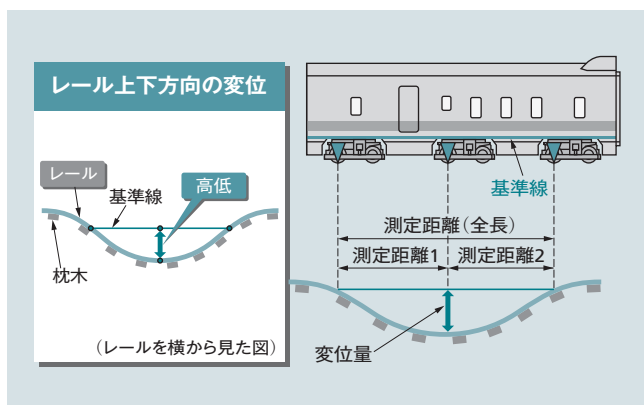 レール上下方向の変位
レール
基準線
高低
枕木
(レールを横から見た図)
基準線
測定距離(全長)
測定距離1
測定距離2
変位量